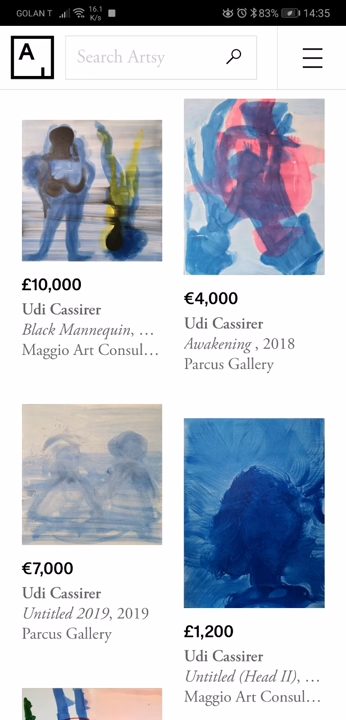 GOLAN T 16.1 K/s 83% 14:35
A
Search Artsy
£10,000
Udi Cassirer
Black Mannequin, ...
Maggio Art Consul...
€4,000
Udi Cassirer
Awakening , 2018
Parcus Gallery
€7,000
Udi Cassirer
Untitled 2019, 2019
Parcus Gallery
£1,200
Udi Cassirer
Untitled (Head II), ...
Maggio Art Consul...